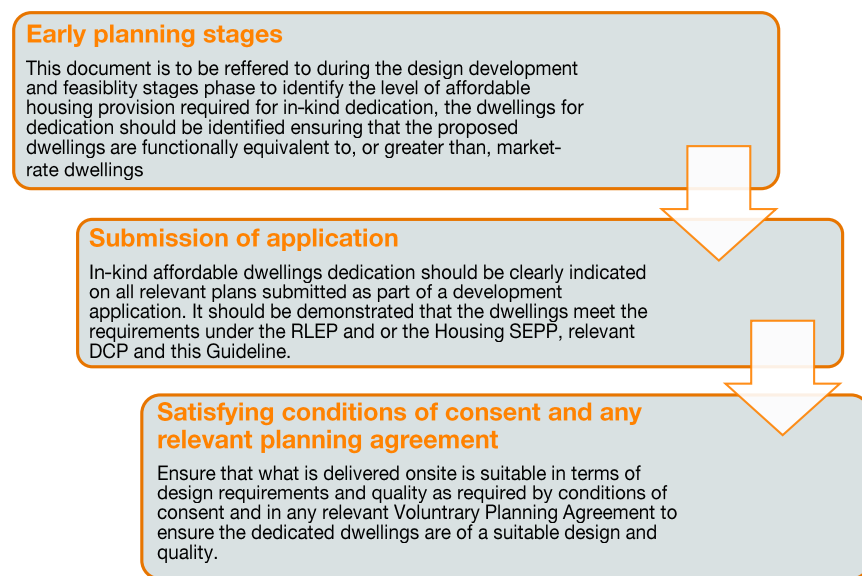 Early planning stages
This document is to be reffered to during the design development
and feasiblity stages phase to identify the level of affordable
housing provision required for in-kind dedication, the dwellings for
dedication should be identified ensuring that the proposed
dwellings are functionally equivalent to, or greater than, market-
rate dwellings
Submission of application
In-kind affordable dwellings dedication should be clearly indicated
on all relevant plans submitted as part of a development
application. It should be demonstrated that the dwellings meet the
requirements under the RLEP and or the Housing SEPP, relevant
DCP and this Guideline.
Satisfying conditions of consent and any
relevant planning agreement
Ensure that what is delivered onsite is suitable in terms of
design requirements and quality as required by conditions of
consent and in any relevant Voluntrary Planning Agreement to
ensure the dedicated dwellings are of a suitable design and
quality.